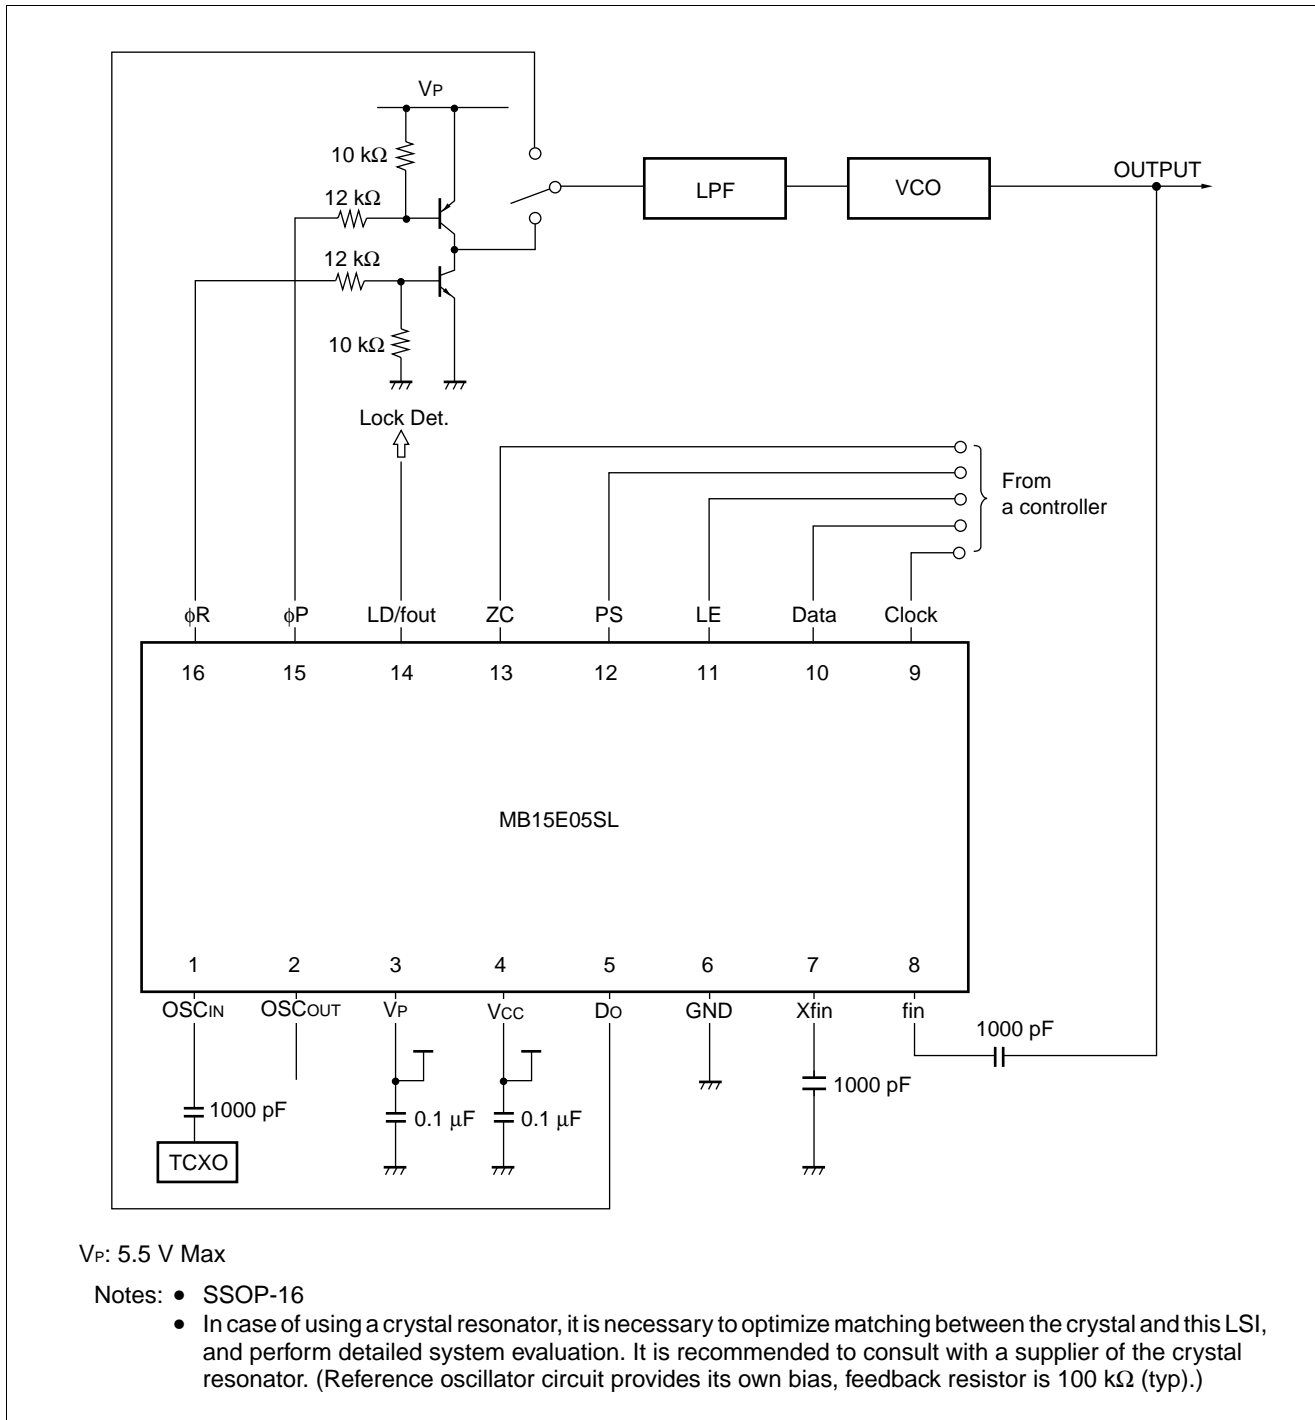 VP
10 kΩ
12 kΩ
12 kΩ
10 kΩ
LPF
VCO
OUTPUT
Lock Det.
From
a controller
φR φP LD/fout ZC PS LE Data Clock
16 15 14 13 12 11 10 9
MB15E05SL
1 2 3 4 5 6 7 8
OSCIN OSCOUT VP VCC DO GND Xfin fin
1000 pF
1000 pF
1000 pF 0.1 μF 0.1 μF
TCXO
VP: 5.5 V Max
Notes: • SSOP-16
• In case of using a crystal resonator, it is necessary to optimize matching between the crystal and this LSI,
and perform detailed system evaluation. It is recommended to consult with a supplier of the crystal
resonator. (Reference oscillator circuit provides its own bias, feedback resistor is 100 kΩ (typ).)